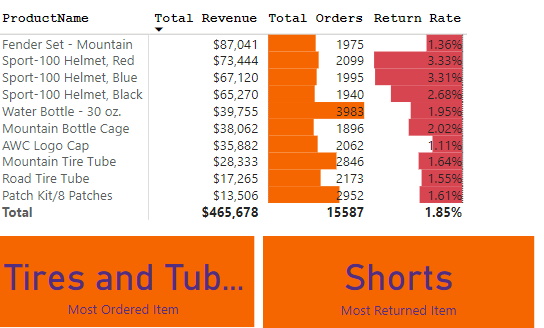 ProductName Total Revenue Total Orders Return Rate
Fender Set - Mountain $87,041 1975 1.36%
Sport-100 Helmet, Red $73,444 2099 3.33%
Sport-100 Helmet, Blue $67,120 1995 3.31%
Sport-100 Helmet, Black $65,270 1940 2.68%
Water Bottle - 30 oz. $39,755 3983 1.95%
Mountain Bottle Cage $38,062 1896 2.02%
AWC Logo Cap $35,882 2062 1.11%
Mountain Tire Tube $28,333 2846 1.64%
Road Tire Tube $17,265 2173 1.55%
Patch Kit/8 Patches $13,506 2952 1.61%
Total $465,678 15587 1.85%
Tires and Tub... Shorts
Most Ordered Item Most Returned Item